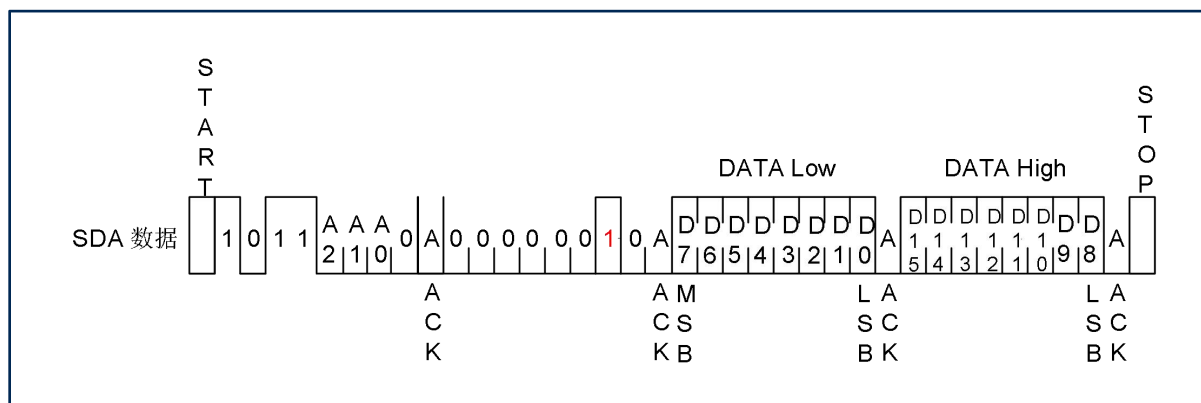 START
STOP
DATA Low
DATA High
SDA 数据
1 0 1 1 A2 A1 A0 0 A 0 0 0 0 0 0 1 0 A D7 D6 D5 D4 D3 D2 D1 D0 A D15 D14 D13 D12 D11 D10 D9 D8 A
ACK
ACK
MSB
LSB
ACK
LSB
ACK